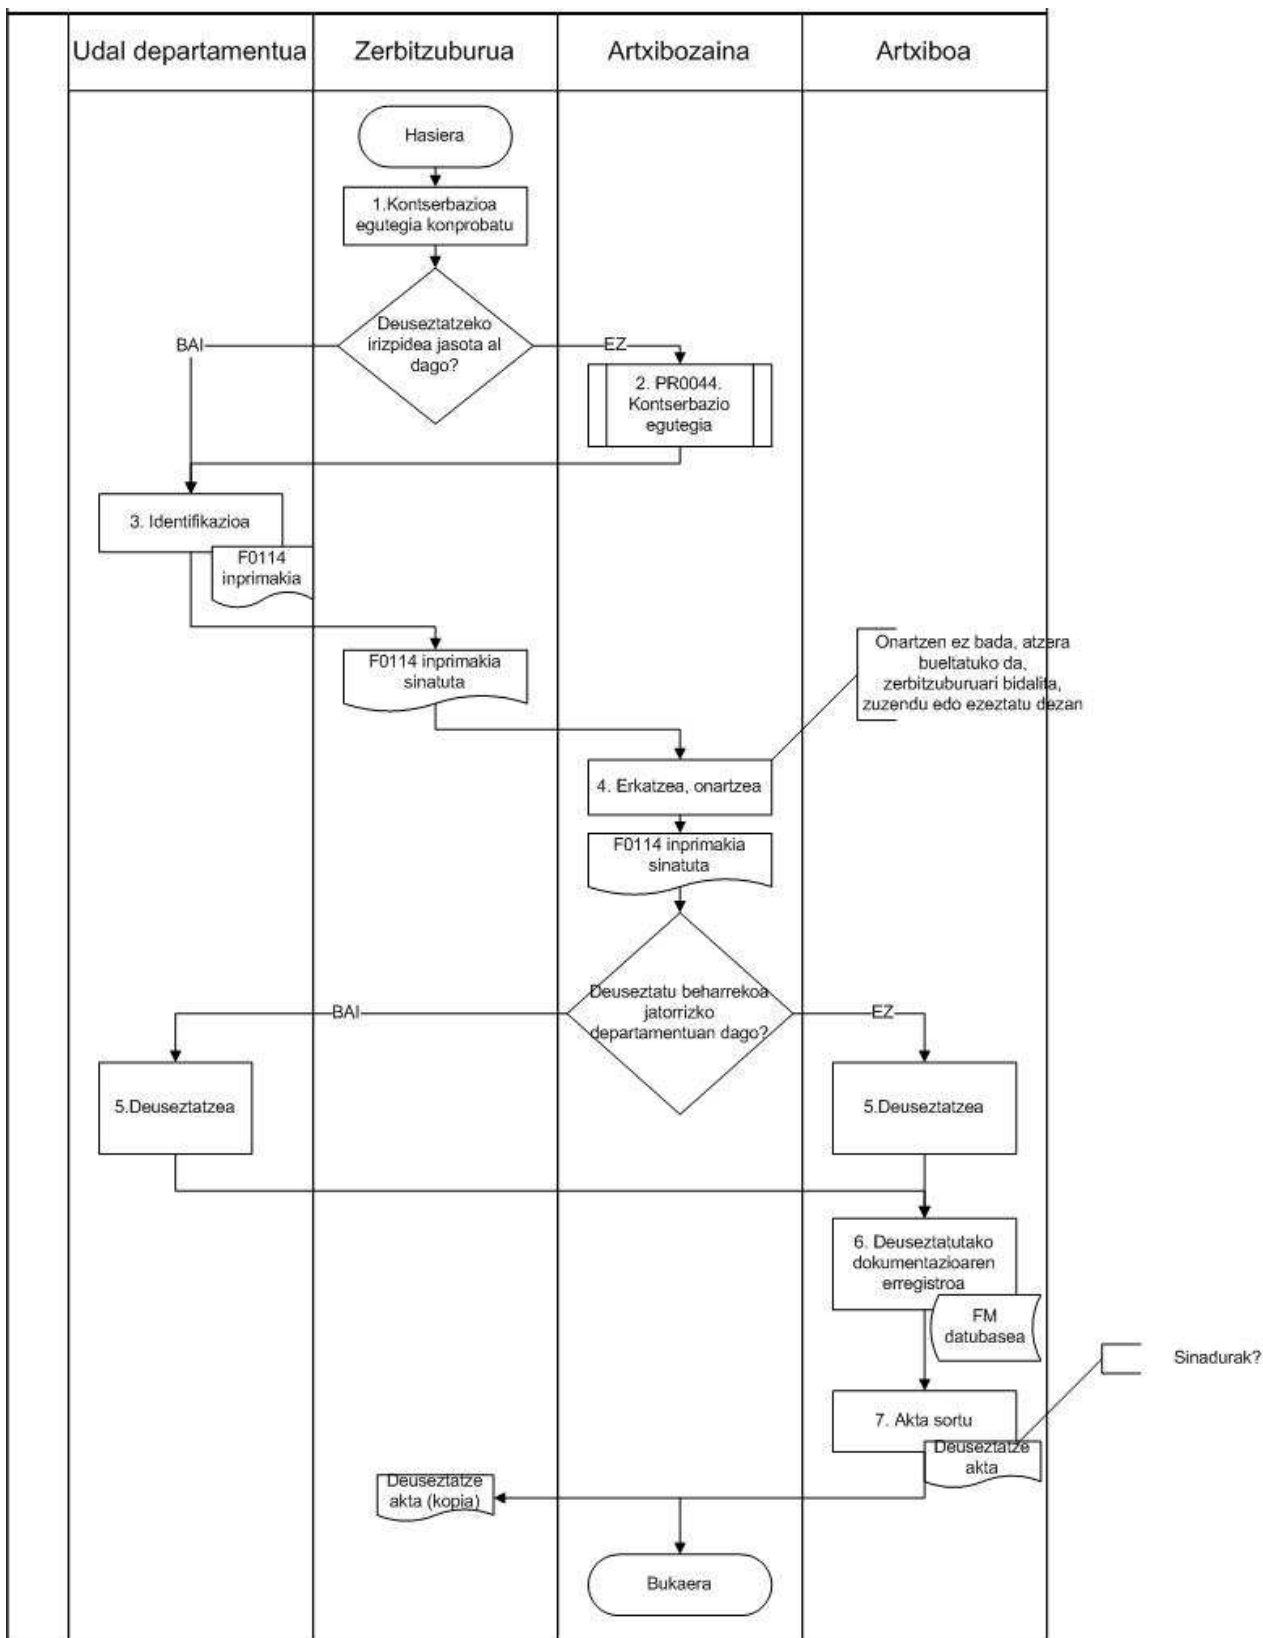 Udal departamentua
Zerbitzuburua
Artxibozaina
Artxiboa
Hasiera
1.Kontserbazioa
egutegia konprobatu
Deuseztatzeko
irizpidea jasota al
dago?
BAI
EZ
2. PR0044.
Kontserbazio
egutegia
3. Identifikazioa
F0114
inprimakia
F0114 inprimakia
sinatuta
Onartzen ez bada, atzera
bueltatuko da,
zerbitzuburuari bidalita,
zuzendu edo ezeztatu dezan
4. Erkatzea, onartzea
F0114 inprimakia
sinatuta
Deuseztatu beharrekoa
jatorrizko
departamentuan dago?
BAI
EZ
5.Deuseztatzea
5.Deuseztatzea
6. Deuseztatutako
dokumentazioaren
erregistroa
FM
datubasea
Sinadurak?
7. Akta sortu
Deuseztatze
akta
Deuseztatze
akta (kopia)
Bukaera